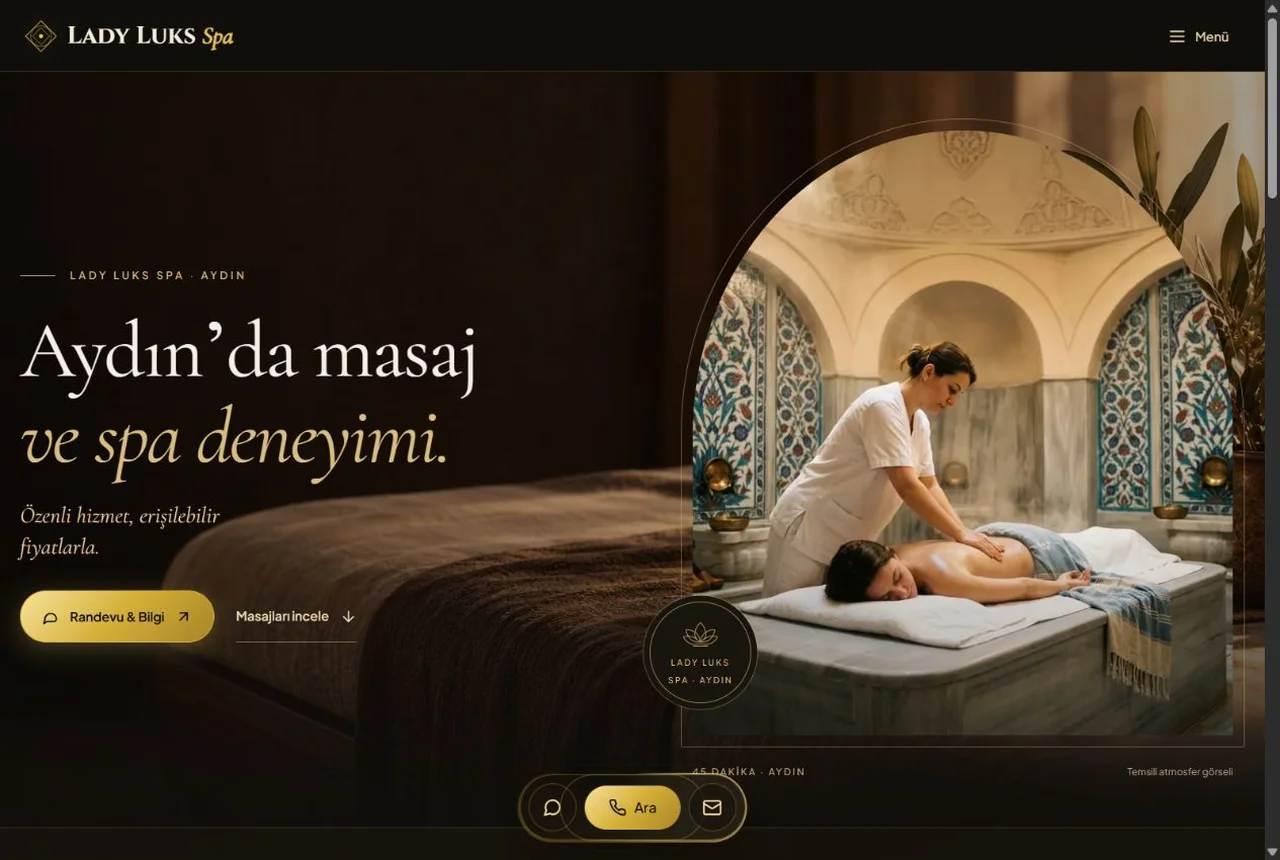 LADY LUKS Spa
Menü
LADY LUKS SPA · AYDIN
Aydın’da masaj
ve spa deneyimi.
Özenli hizmet, erişilebilir
fiyatlarla.
Randevu & Bilgi
Masajları incele
LADY LUKS
SPA · AYDIN
45 DAKİKA · AYDIN
Temsili atmosfer görseli
Ara